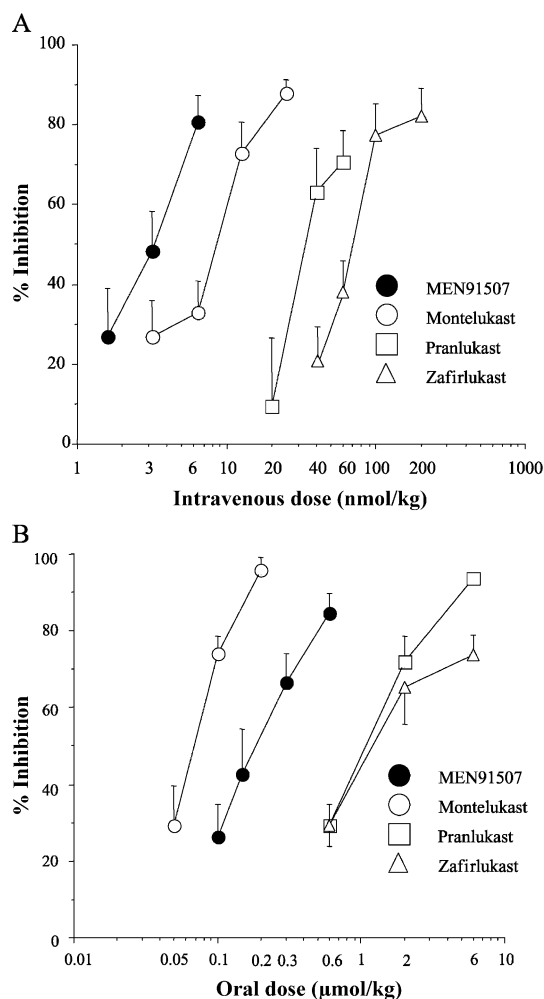 A
100
80
60
40
20
0
% Inhibition
MEN91507
Montelukast
Pranlukast
Zafirlukast
1 3 6 10 20 40 60 100 200 1000
Intravenous dose (nmol/kg)
B
100
80
60
40
20
0
% Inhibition
MEN91507
Montelukast
Pranlukast
Zafirlukast
0.01 0.05 0.1 0.2 0.3 0.6 1 2 6 10
Oral dose (μmol/kg)